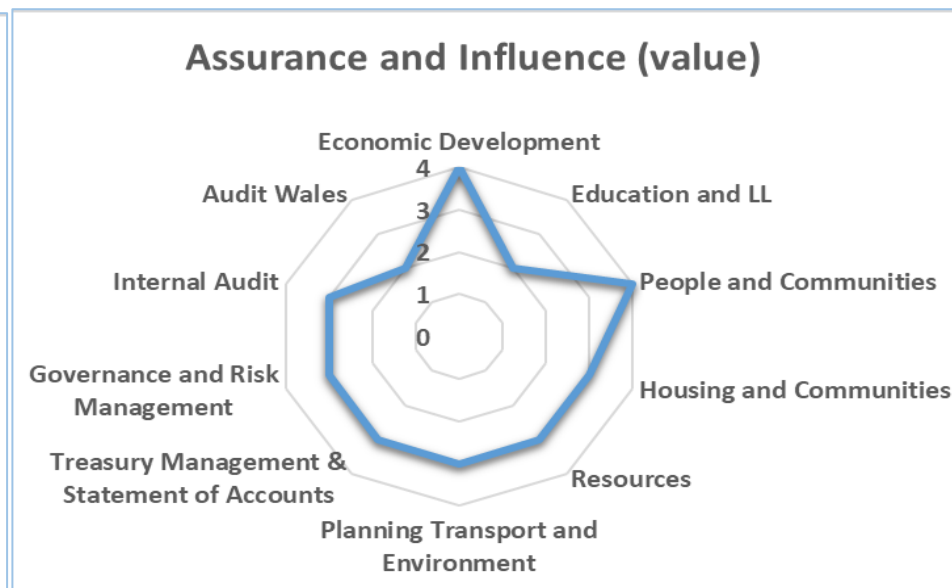 Assurance and Influence (value)
Economic Development
Education and LL
People and Communities
Housing and Communities
Resources
Planning Transport and
Environment
Treasury Management &
Statement of Accounts
Governance and Risk
Management
Internal Audit
Audit Wales
4
3
2
1
0